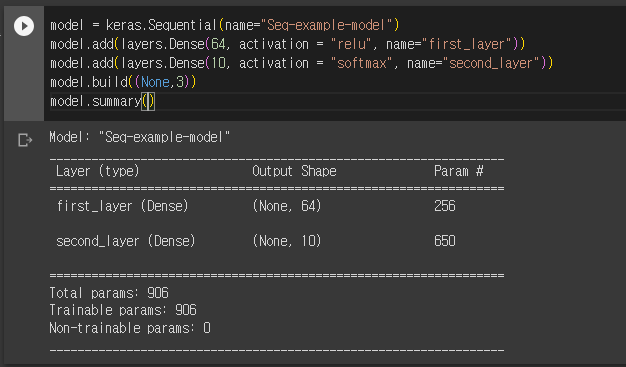 model = keras.Sequential(name="Seq-example-model")
model.add(layers.Dense(64, activation = "relu", name="first_layer"))
model.add(layers.Dense(10, activation = "softmax", name="second_layer"))
model.build((None,3))
model.summary()
Model: "Seq-example-model"
_________________________________________________________________
Layer (type) Output Shape Param #
=================================================================
first_layer (Dense) (None, 64) 256
second_layer (Dense) (None, 10) 650
=================================================================
Total params: 906
Trainable params: 906
Non-trainable params: 0
_________________________________________________________________